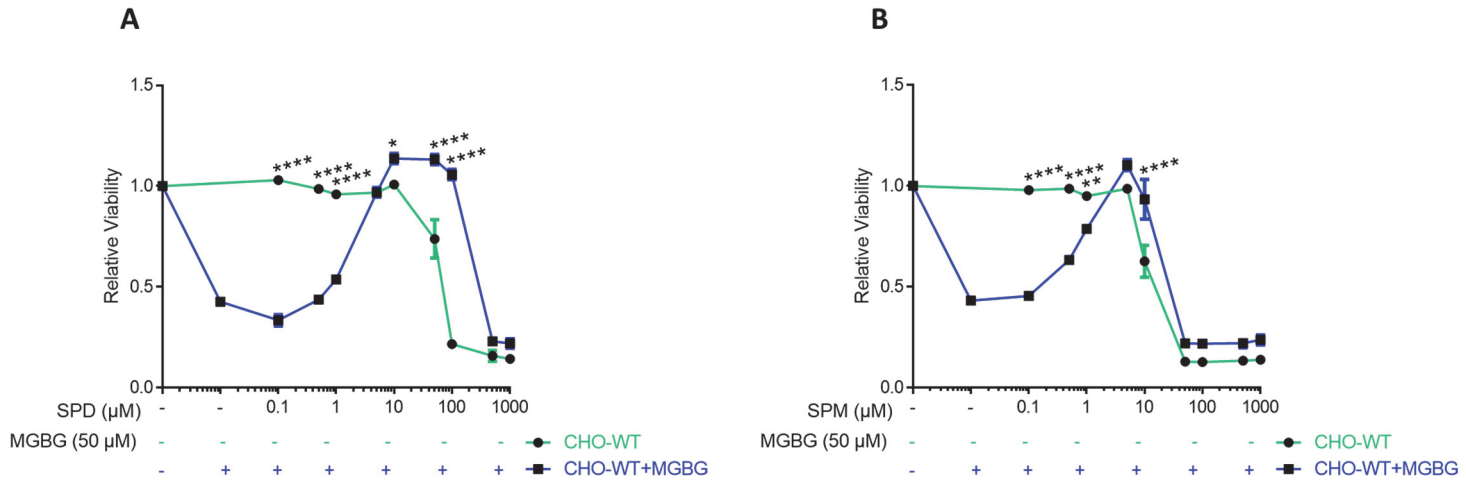 A
1.5
1.0
0.5
0.0
Relative Viability
**** **** **** * **** ****
SPD (µM) - - 0.1 1 10 100 1000
MGBG (50 µM) - - - - - - - CHO-WT
- + + + + + + CHO-WT+MGBG
B
1.5
1.0
0.5
0.0
Relative Viability
**** **** ** ****
SPM (µM) - - 0.1 1 10 100 1000
MGBG (50 µM) - - - - - - - CHO-WT
- + + + + + + CHO-WT+MGBG